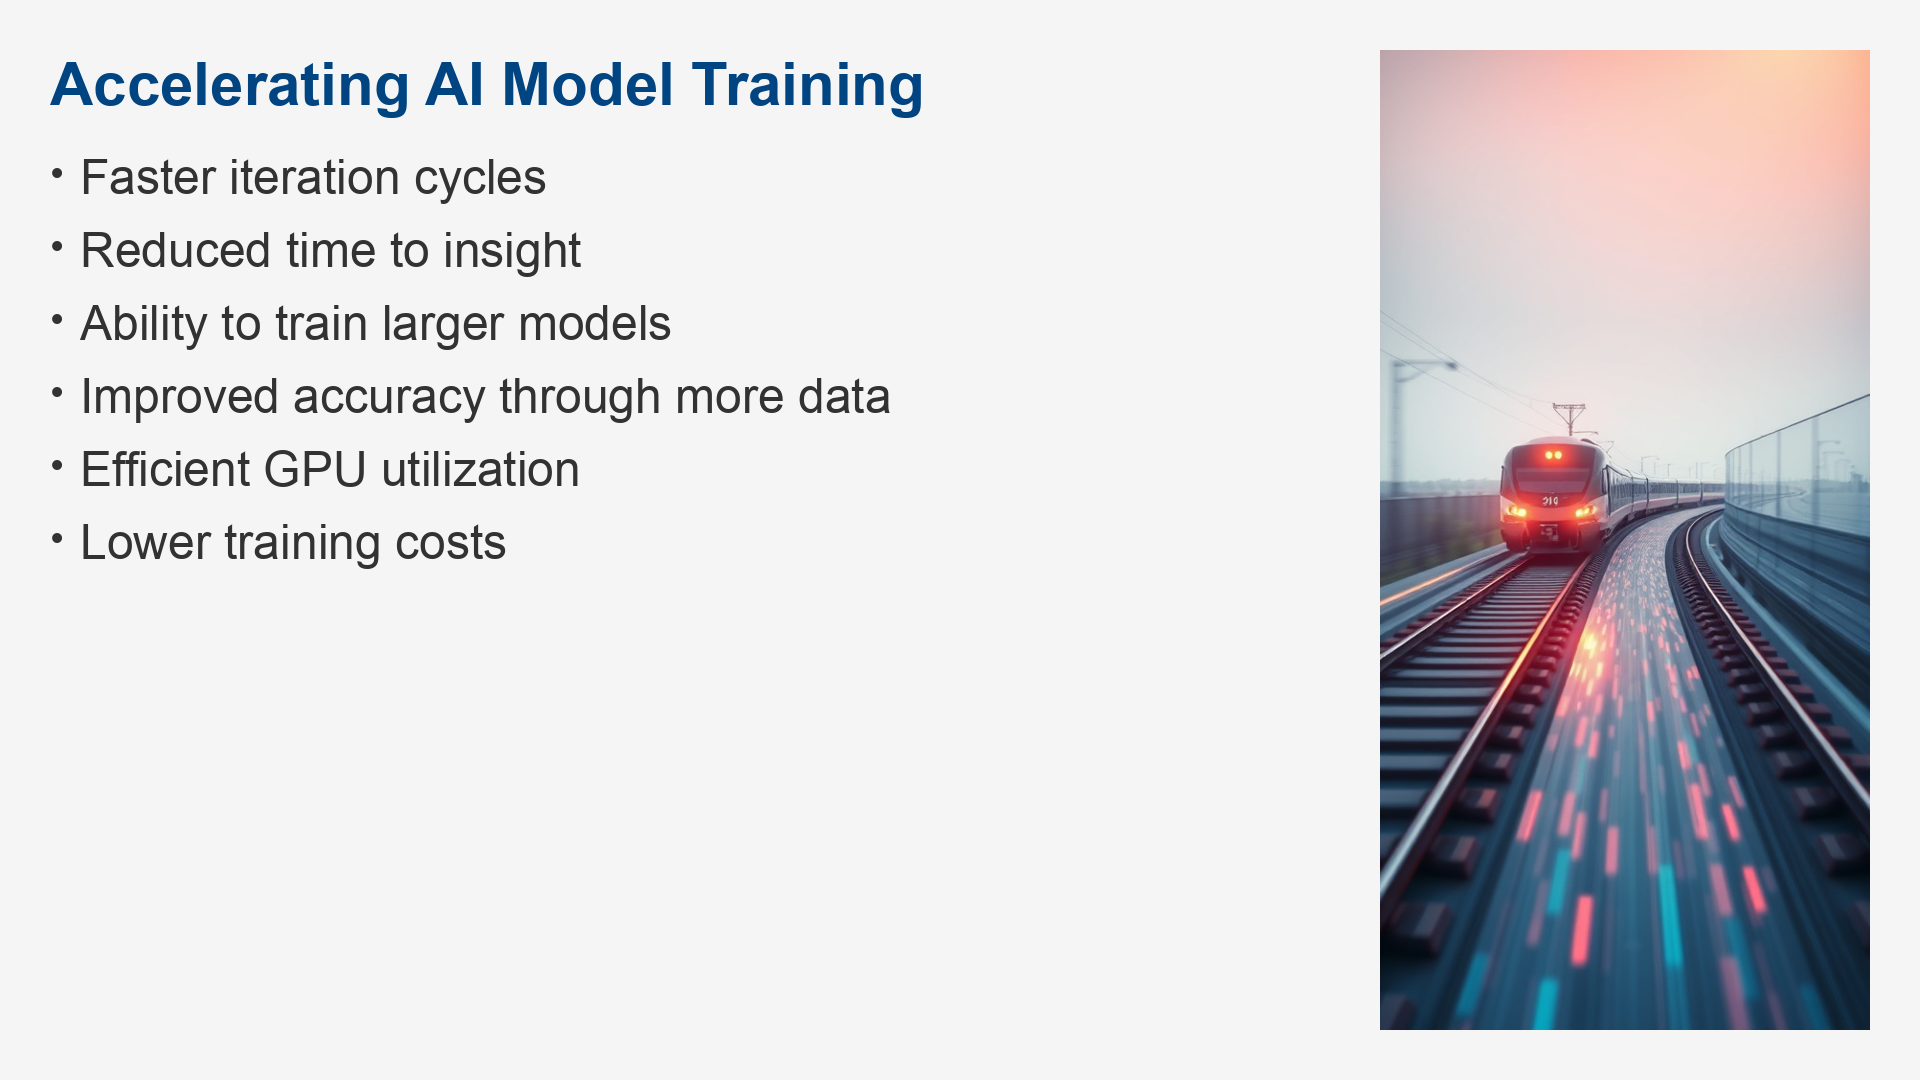 Accelerating AI Model Training
• Faster iteration cycles
• Reduced time to insight
• Ability to train larger models
• Improved accuracy through more data
• Efficient GPU utilization
• Lower training costs